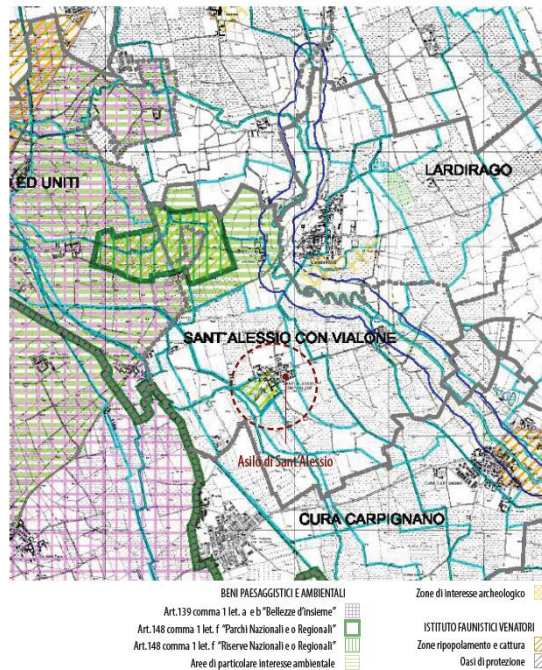 LARDIRAGO
ED UNITI
SANT'ALESSIO CON VIALONE
Asilo di Sant'Alessio
CURA CARPIGNANO
BENI PAESAGGISTICI E AMBIENTALI
Art.139 comma 1 let. a e b "Bellezze d'insieme"
Art.148 comma 1 let. f "Parchi Nazionali e o Regionali"
Art.148 comma 1 let. f "Riserve Nazionali e o Regionali"
Aree di particolare interesse ambientale
Zone di interesse archeologico
ISTITUTO FAUNISTICI VENATORI
Zone ripopolamento e cattura
Oasi di protezione